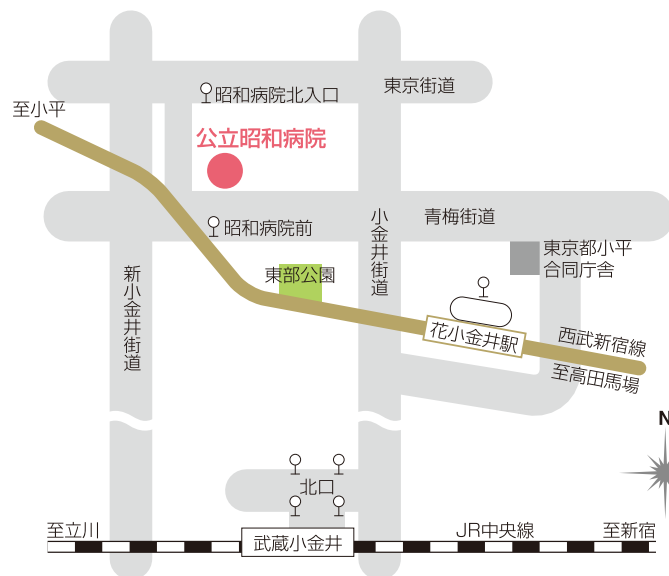 東京街道
昭和病院北入口
至小平
公立昭和病院
青梅街道
昭和病院前
小金井街道
東京都小平
合同庁舎
新小金井街道
東部公園
花小金井駅
西武新宿線
至高田馬場
N
北口
至立川
武蔵小金井
JR中央線
至新宿